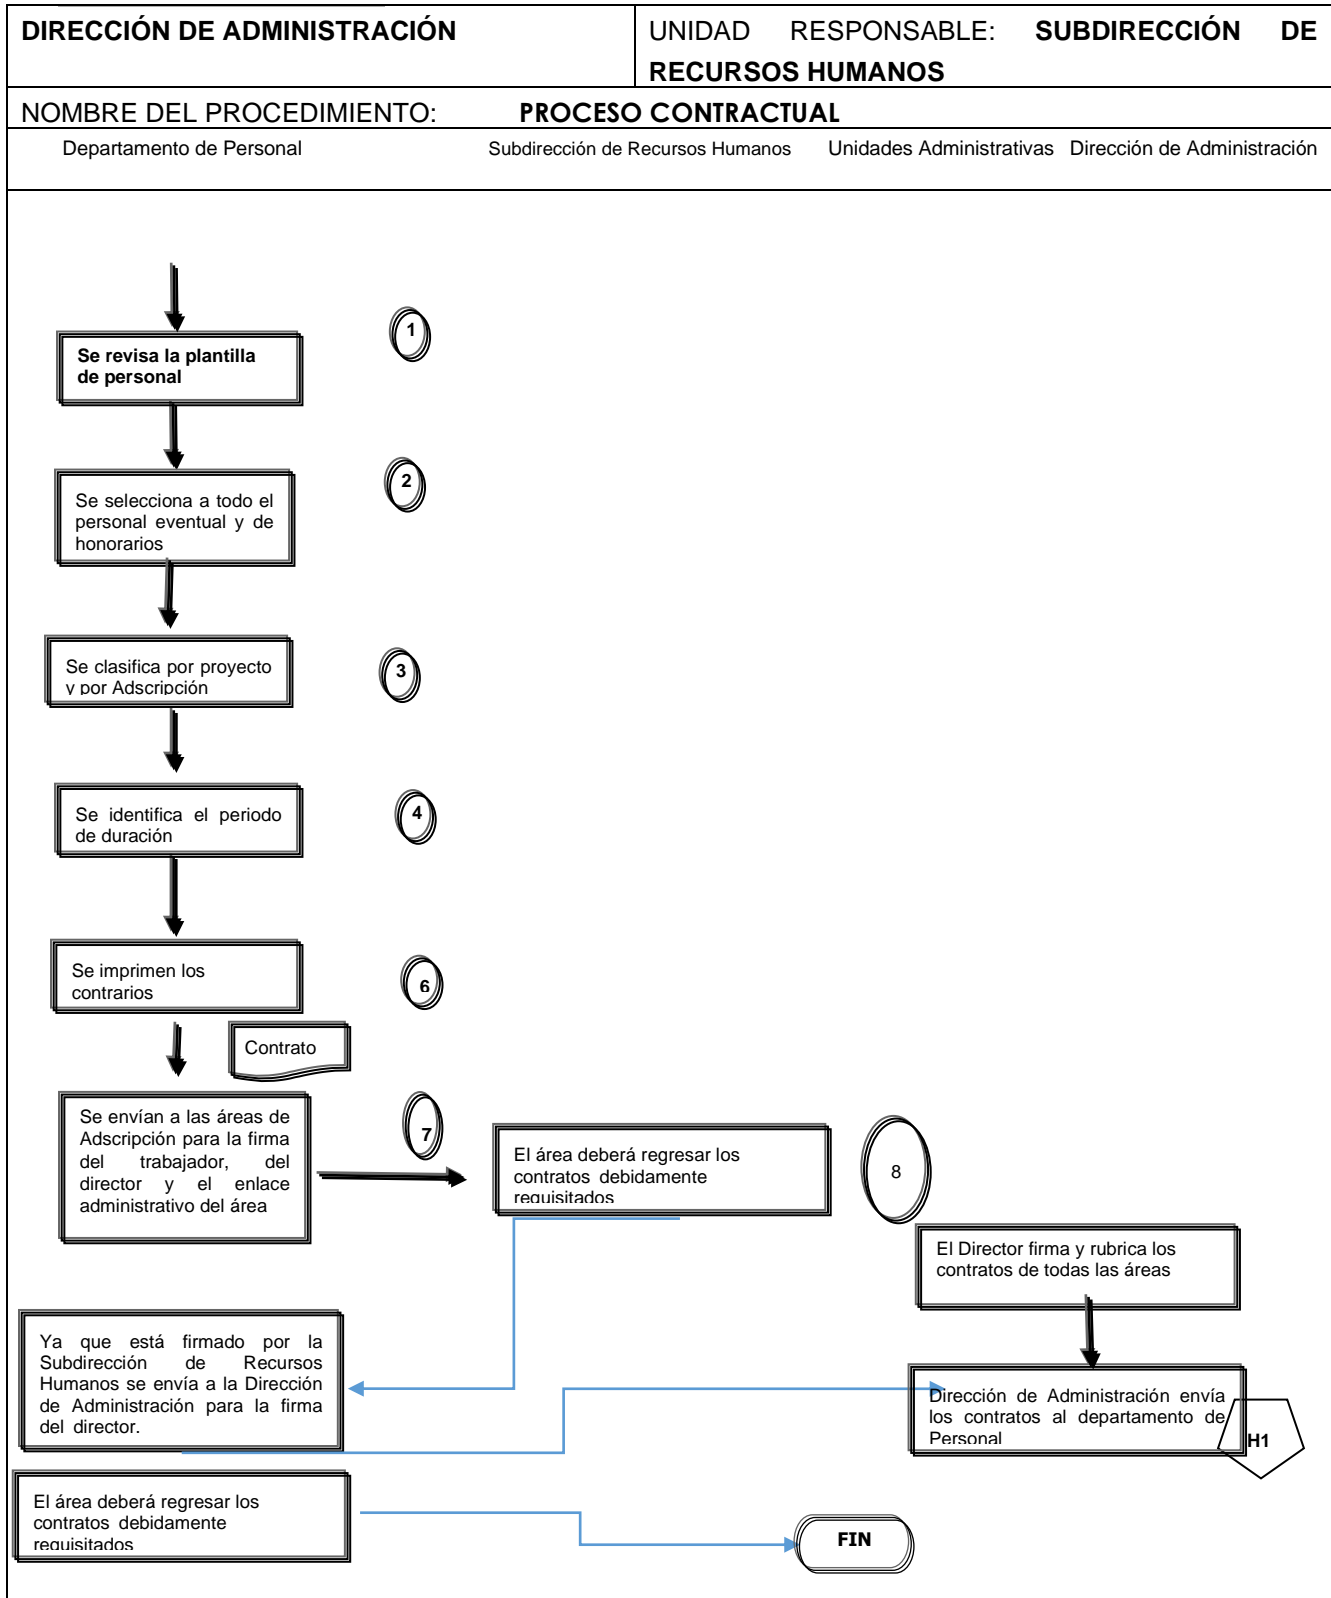 DIRECCIÓN DE ADMINISTRACIÓN
UNIDAD RESPONSABLE: SUBDIRECCIÓN DE
RECURSOS HUMANOS
NOMBRE DEL PROCEDIMIENTO: PROCESO CONTRACTUAL
Departamento de Personal Subdirección de Recursos Humanos Unidades Administrativas Dirección de Administración
1
Se revisa la plantilla
de personal
2
Se selecciona a todo el
personal eventual y de
honorarios
3
Se clasifica por proyecto
y por Adscripción
4
Se identifica el periodo
de duración
6
Se imprimen los
contrarios
Contrato
Se envían a las áreas de
Adscripción para la firma
del trabajador, del
director y el enlace
administrativo del área
7
El área deberá regresar los
contratos debidamente
requisitados
8
El Director firma y rubrica los
contratos de todas las áreas
Ya que está firmado por la
Subdirección de Recursos
Humanos se envía a la Dirección
de Administración para la firma
del director.
Dirección de Administración envía
los contratos al departamento de
Personal
H1
El área deberá regresar los
contratos debidamente
requisitados
FIN